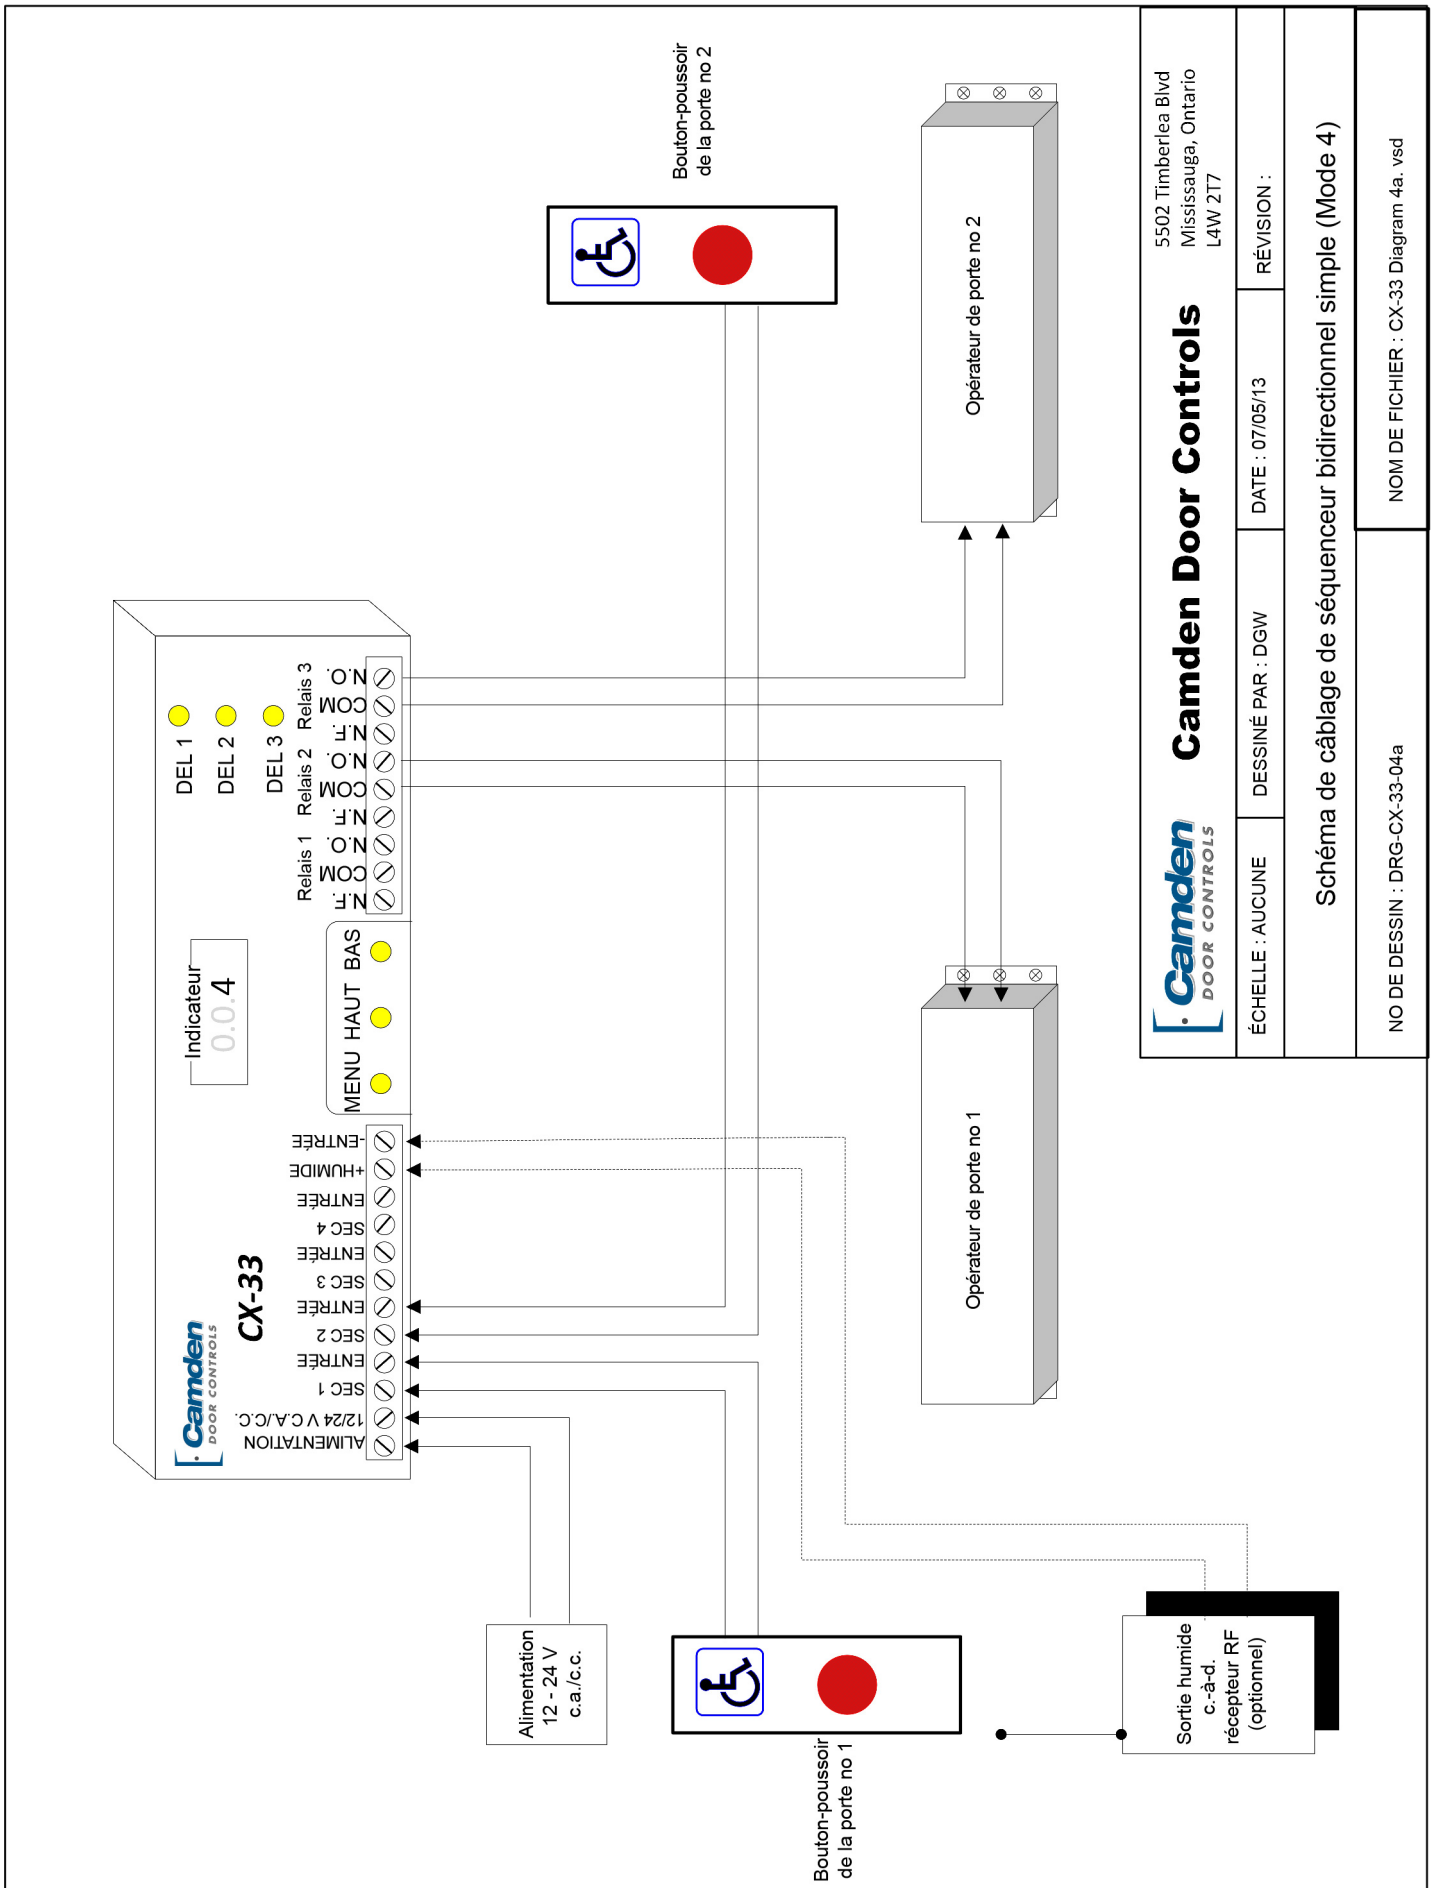 Camden
DOOR CONTROLS
CX-33
Indicateur
0.0.4
DEL 1
DEL 2
DEL 3
ALIMENTATION
12/24 V C.A./C.C.
SEC 1
ENTRÉE
SEC 2
ENTRÉE
SEC 3
ENTRÉE
SEC 4
ENTRÉE
+HUMIDE
-ENTRÉE
MENU HAUT BAS
Relais 1 Relais 2 Relais 3
N.F.
COM
N.O.
N.F.
COM
N.O.
N.F.
COM
N.O.
Alimentation
12 - 24 V
c.a./c.c.
Bouton-poussoir
de la porte no 2
Bouton-poussoir
de la porte no 1
Opérateur de porte no 1
Opérateur de porte no 2
Sortie humide
c.-à-d.
récepteur RF
(optionnel)
Camden
DOOR CONTROLS
Camden Door Controls
5502 Timberlea Blvd
Mississauga, Ontario
L4W 2T7
ÉCHELLE : AUCUNE
DESSINÉ PAR : DGW
DATE : 07/05/13
RÉVISION :
Schéma de câblage de séquenceur bidirectionnel simple (Mode 4)
NO DE DESSIN : DRG-CX-33-04a
NOM DE FICHIER : CX-33 Diagram 4a. vsd